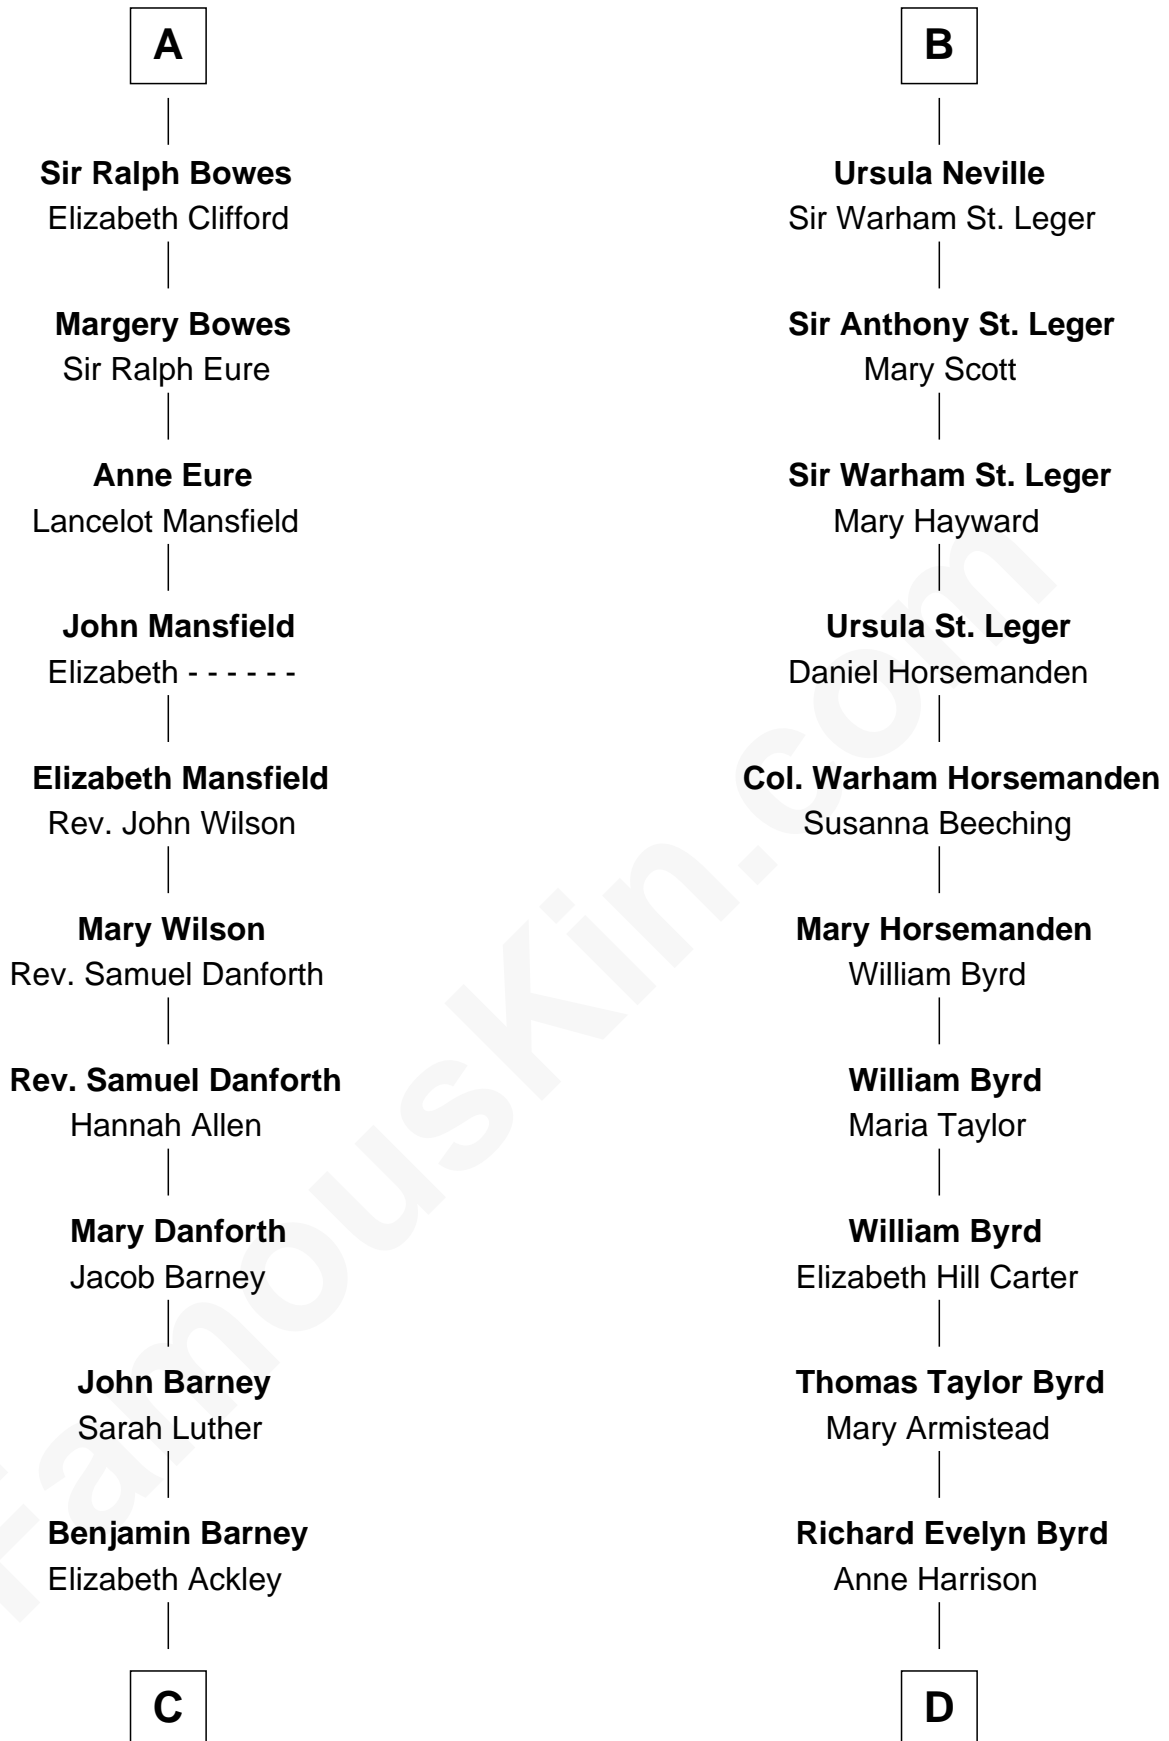 A
Sir Ralph Bowes
Elizabeth Clifford
Margery Bowes
Sir Ralph Eure
Anne Eure
Lancelot Mansfield
John Mansfield
Elizabeth - - - - - -
Elizabeth Mansfield
Rev. John Wilson
Mary Wilson
Rev. Samuel Danforth
Rev. Samuel Danforth
Hannah Allen
Mary Danforth
Jacob Barney
John Barney
Sarah Luther
Benjamin Barney
Elizabeth Ackley
C
B
Ursula Neville
Sir Warham St. Leger
Sir Anthony St. Leger
Mary Scott
Sir Warham St. Leger
Mary Hayward
Ursula St. Leger
Daniel Horsemanden
Col. Warham Horsemanden
Susanna Beeching
Mary Horsemanden
William Byrd
William Byrd
Maria Taylor
William Byrd
Elizabeth Hill Carter
Thomas Taylor Byrd
Mary Armistead
Richard Evelyn Byrd
Anne Harrison
D
FamousKin.com